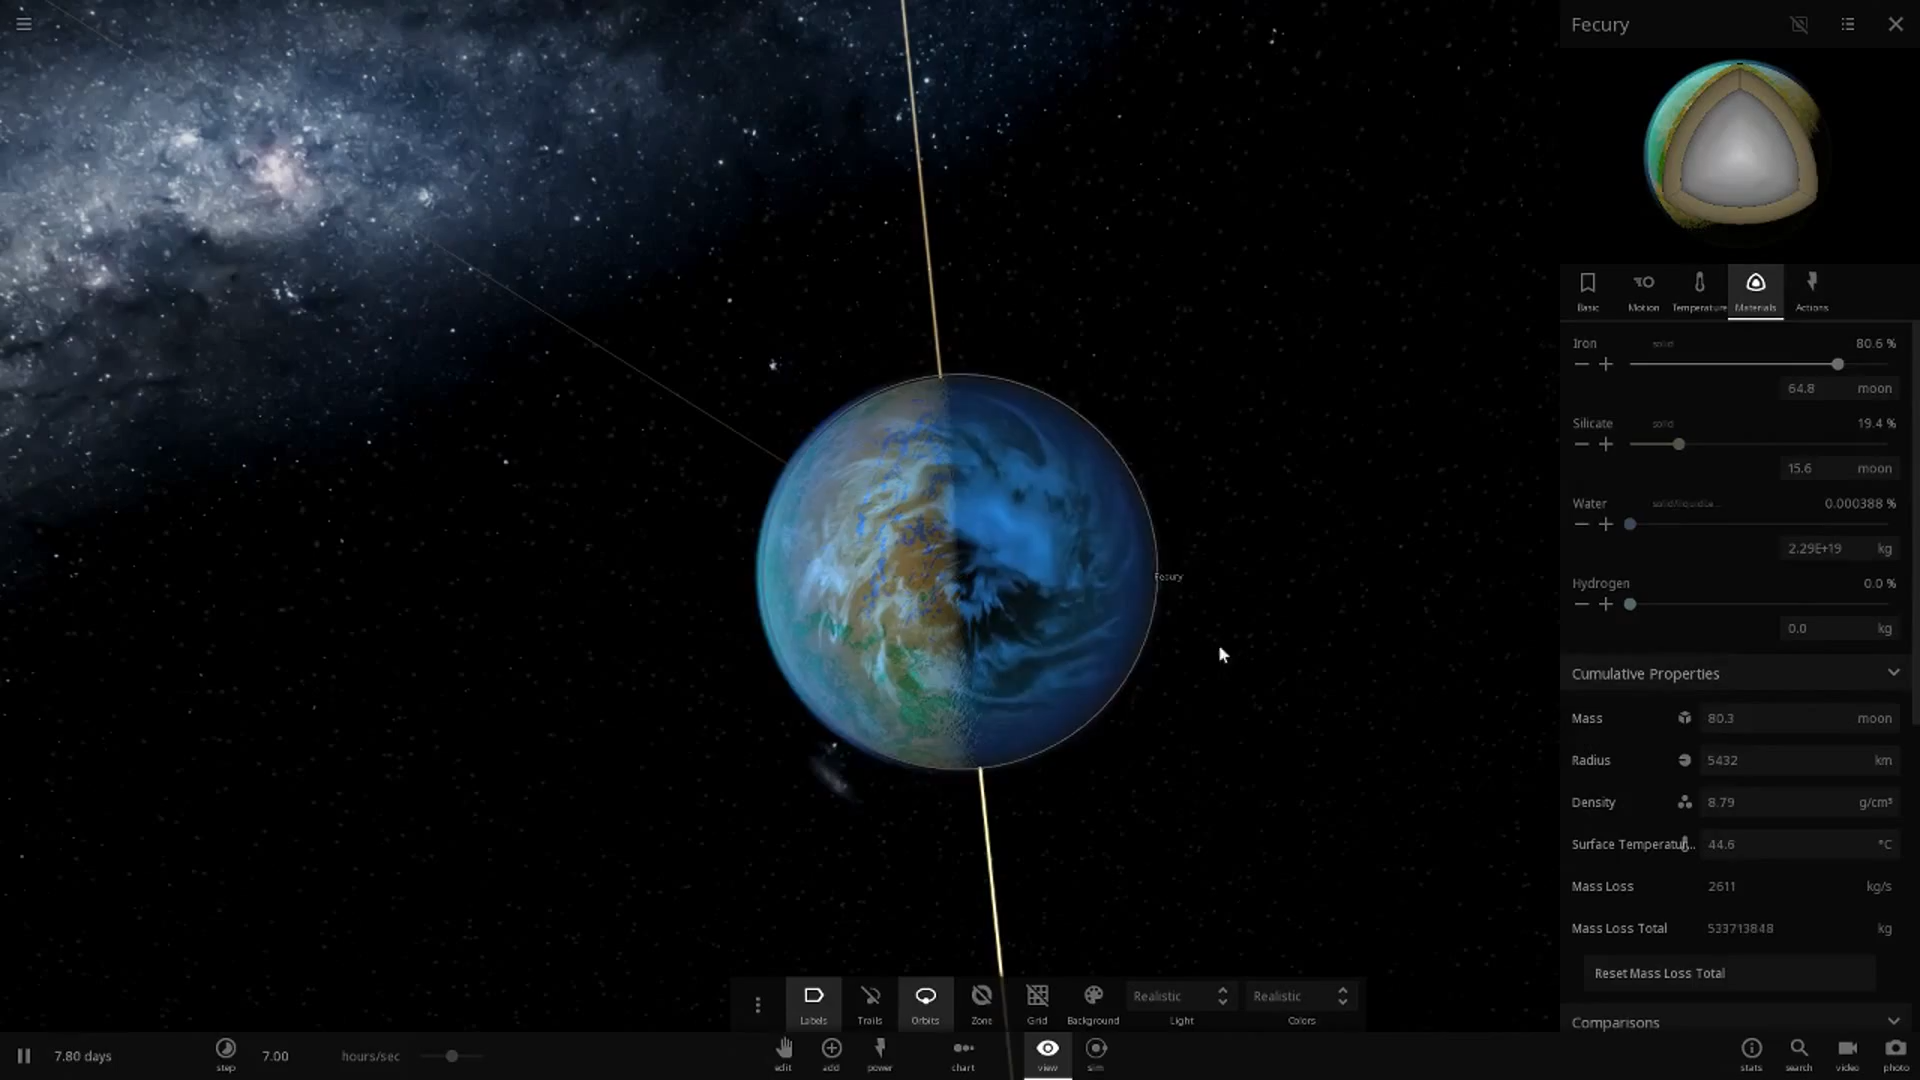 Fecury
Basic
Motion
Temperature
Materials
Actions
Iron solid 80.6 %
64.8 moon
Silicate solid 19.4 %
15.6 moon
Water 0.000388 %
2.29E+19 kg
Hydrogen 0.0 %
0.0 kg
Cumulative Properties
Mass 80.3 moon
Radius 5432 km
Density 8.79 g/cm³
Surface Temperatur... 44.6 °C
Mass Loss 2611 kg/s
Mass Loss Total 533713848 kg
Reset Mass Loss Total
Comparisons
Fecury
Labels
Trails
Orbits
Zone
Grid
Background
Realistic
Light
Realistic
Colors
7.80 days
step
7.00 hours/sec
edit
add
power
chart
view
sim
stats
search
video
photo